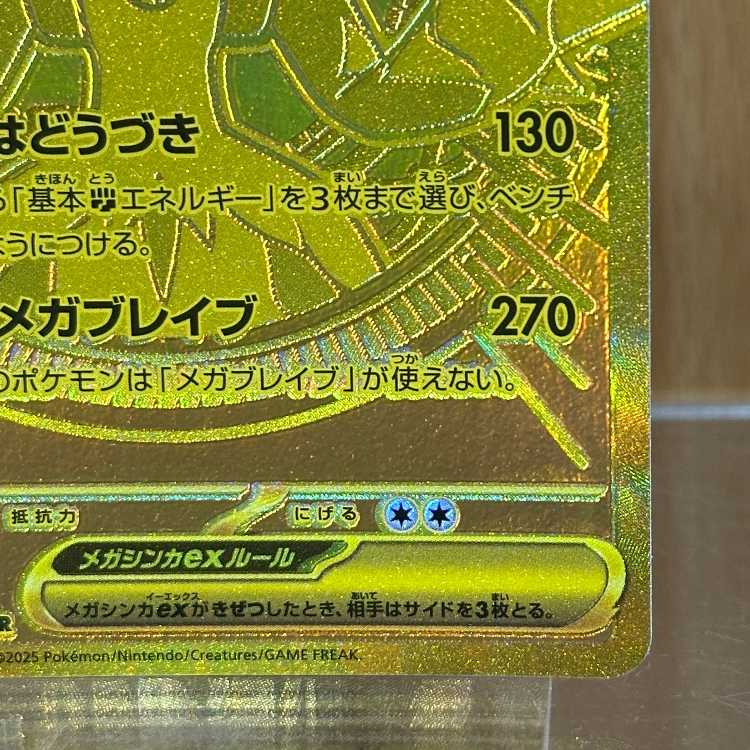 はどうづき 130
る「基本エネルギー」を3枚まで選び、ベンチ
ようにつける。
メガブレイブ 270
のポケモンは「メガブレイブ」が使えない。
抵抗力 にげる
メガシンカexルール
メガシンカexがきぜつしたとき、相手はサイドを3枚とる。
R
©2025 Pokémon/Nintendo/Creatures/GAME FREAK.